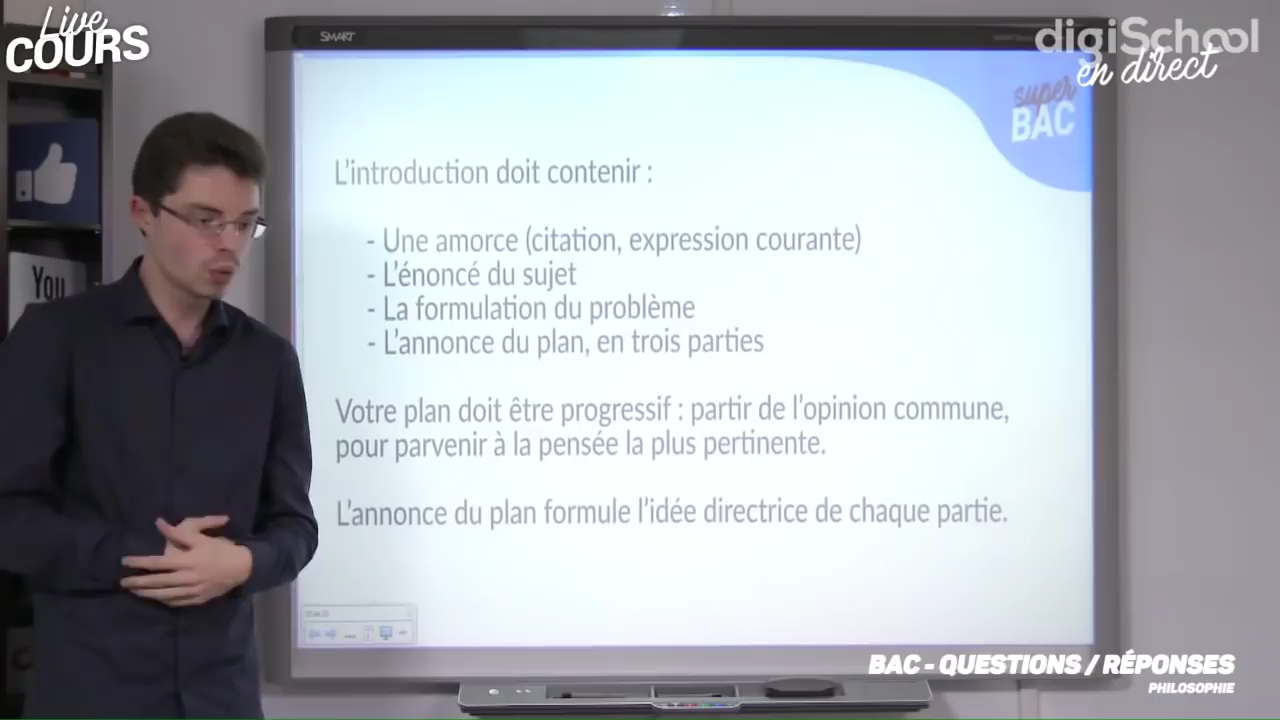 Live
COURS
SMART
digiSchool
en direct
super
BAC
L'introduction doit contenir :
- Une amorce (citation, expression courante)
- L'énoncé du sujet
- La formulation du problème
- L'annonce du plan, en trois parties
Votre plan doit être progressif : partir de l'opinion commune,
pour parvenir à la pensée la plus pertinente.
L'annonce du plan formule l'idée directrice de chaque partie.
You
BAC - QUESTIONS / RÉPONSES
PHILOSOPHIE